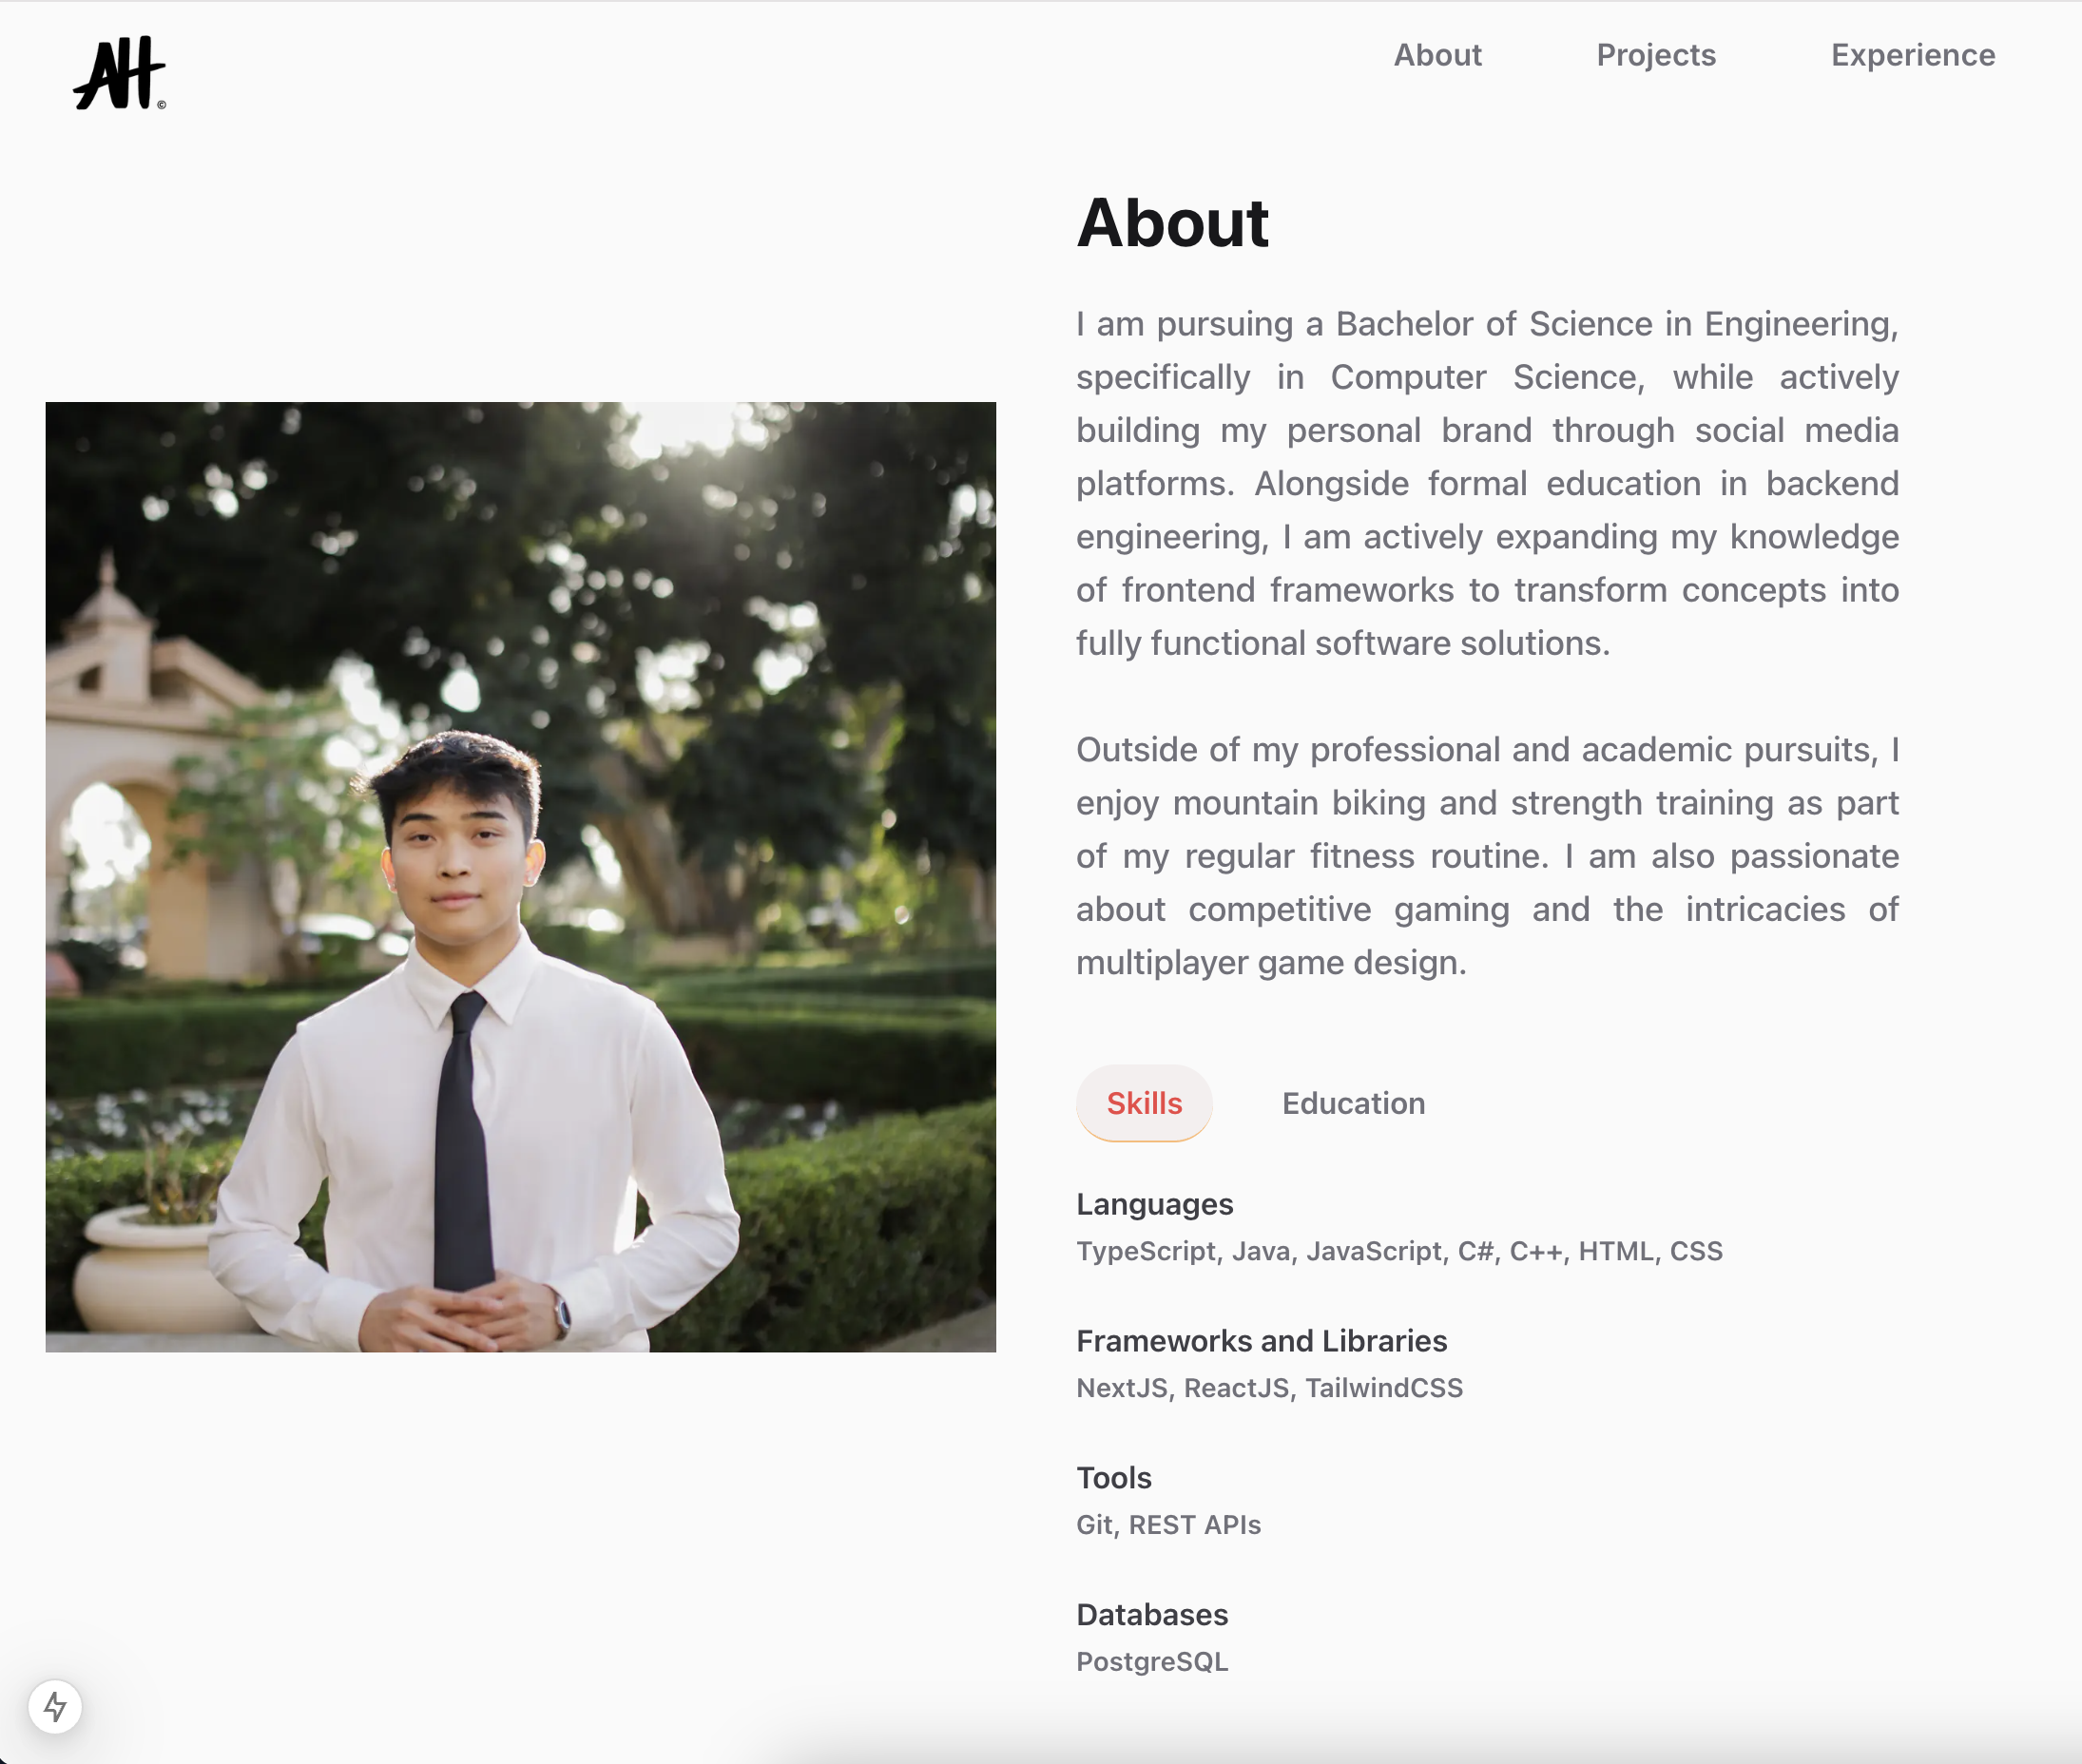 AH©
About
Projects
Experience
About
I am pursuing a Bachelor of Science in Engineering,
specifically in Computer Science, while actively
building my personal brand through social media
platforms. Alongside formal education in backend
engineering, I am actively expanding my knowledge
of frontend frameworks to transform concepts into
fully functional software solutions.
Outside of my professional and academic pursuits, I
enjoy mountain biking and strength training as part
of my regular fitness routine. I am also passionate
about competitive gaming and the intricacies of
multiplayer game design.
Skills
Education
Languages
TypeScript, Java, JavaScript, C#, C++, HTML, CSS
Frameworks and Libraries
NextJS, ReactJS, TailwindCSS
Tools
Git, REST APIs
Databases
PostgreSQL